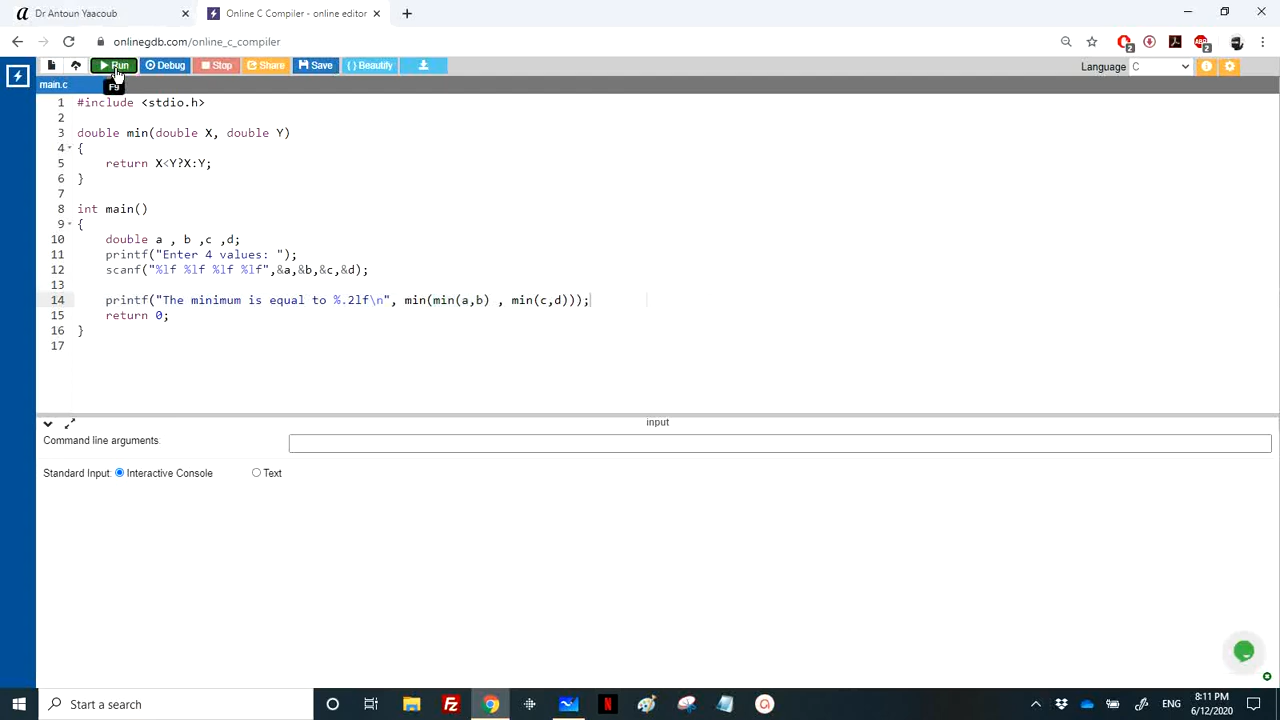 Dr Antoun Yaacoub
Online C Compiler - online editor
onlinegdb.com/online_c_compiler
Run Debug Stop Share Save { } Beautify
Language C
F9
main.c
1 #include <stdio.h>
2
3 double min(double X, double Y)
4 {
5 return X<Y?X:Y;
6 }
7
8 int main()
9 {
10 double a , b ,c ,d;
11 printf("Enter 4 values: ");
12 scanf("%lf %lf %lf %lf",&a,&b,&c,&d);
13
14 printf("The minimum is equal to %.2lf\n", min(min(a,b) , min(c,d)));
15 return 0;
16 }
17
input
Command line arguments
Standard Input: Interactive Console Text
Start a search
ENG
8:11 PM
6/12/2020